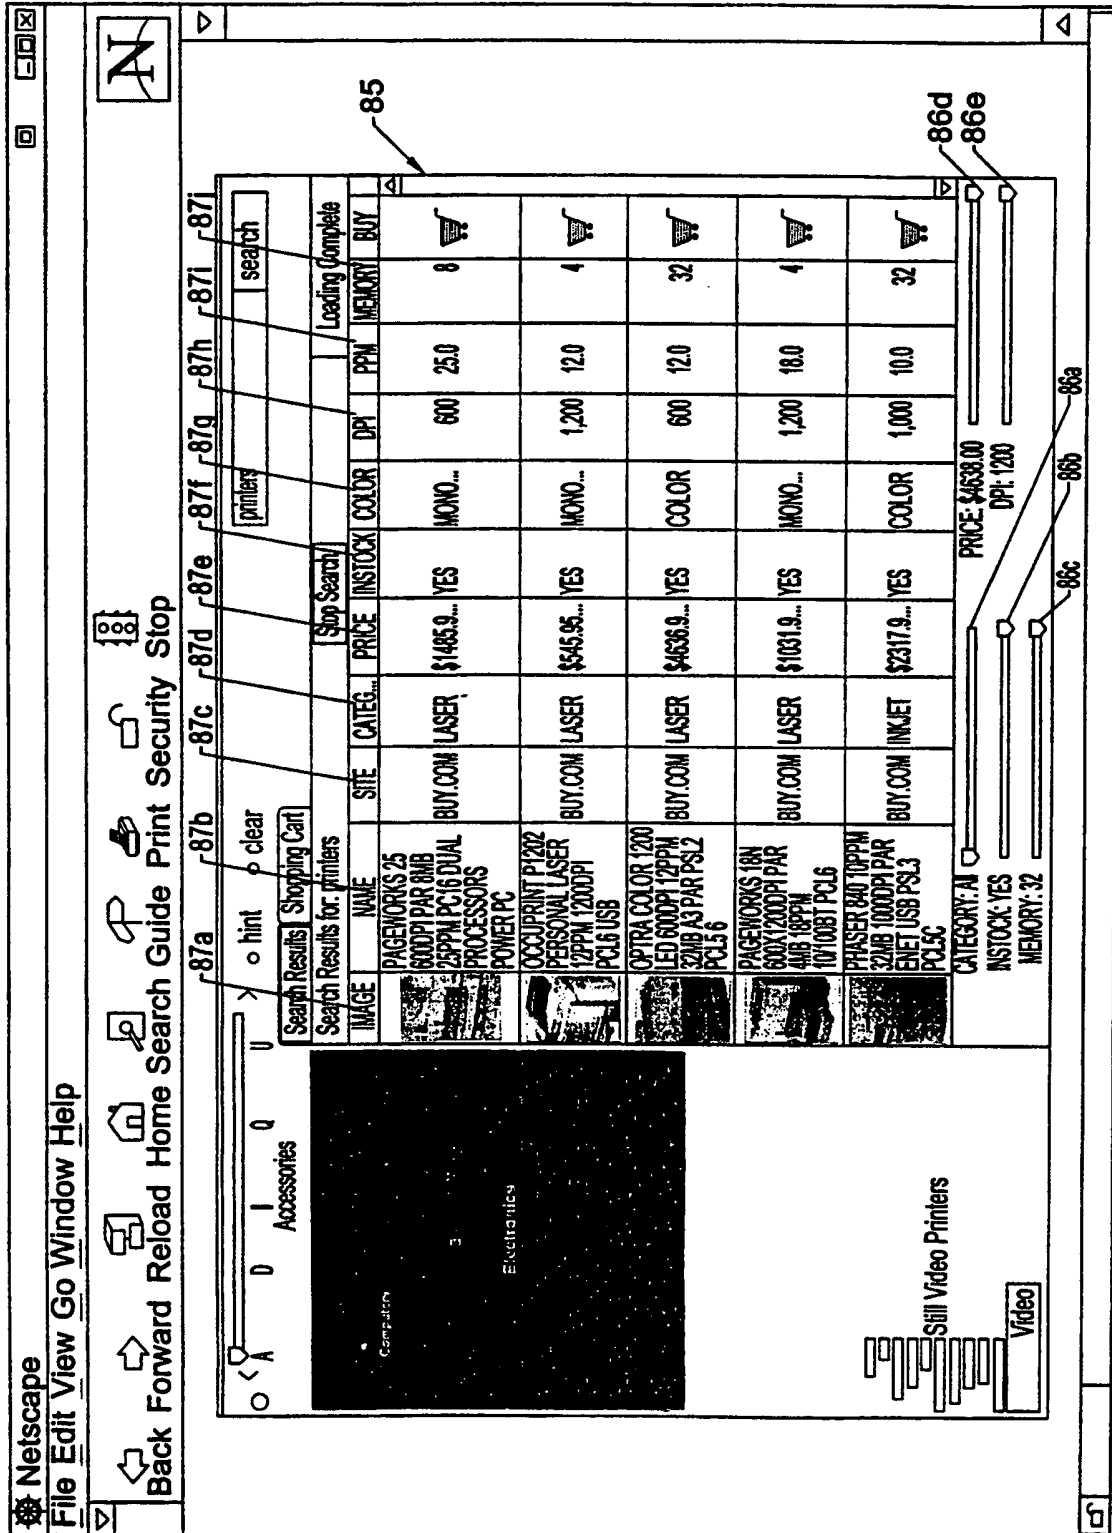 Netscape
File Edit View Go Window Help
Back Forward Reload Home Search Guide Print Security Stop
N
87a 87b 87c 87d 87e 87f 87g 87h 87i 87j
< > hint clear
printers search
A D I Q U
Accessories
Search Results Shopping Cart
Search Results for: printers Stop Search Loading Complete
IMAGE NAME SITE CATEG... PRICE INSTOCK COLOR DPI PPM MEMORY BUY
PAGEWORKS 25
600DPI PAR 8MB
25PPM PC16 DUAL
PROCESSORS
POWER PC
BUY.COM LASER $1485.9... YES MONO... 600 25.0 8
OCCUPRINT P1202
PERSONAL LASER
12PPM 1200DPI
PCL6 USB
BUY.COM LASER $545.95... YES MONO... 1,200 12.0 4
OPTRA COLOR 1200
LED 600DPI 12PPM
32MB A3 PAR PSL2
PCL5 6
BUY.COM LASER $4636.9... YES COLOR 600 12.0 32
PAGEWORKS 18N
600X1200DPI PAR
4MB 18PPM
10/100BT PCL6
BUY.COM LASER $1031.9... YES MONO... 1,200 18.0 4
PHASER 840 10PPM
32MB 1000DPI PAR
ENET USB PSL3
PCL5C
BUY.COM INKJET $2317.9... YES COLOR 1,000 10.0 32
85
Computers
3
Electronics
Still Video Printers
Video
CATEGORY: All
INSTOCK: YES
MEMORY: 32
PRICE: $4638.00
DPI: 1200
86a
86b
86c
86d
86e